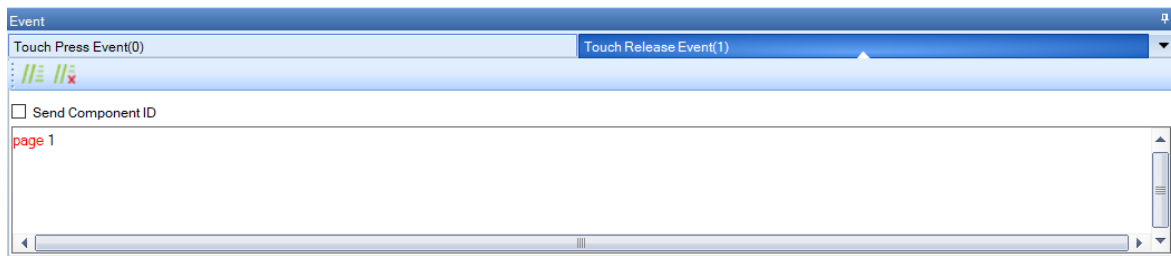 Event
Touch Press Event(0)
Touch Release Event(1)
Send Component ID
page 1